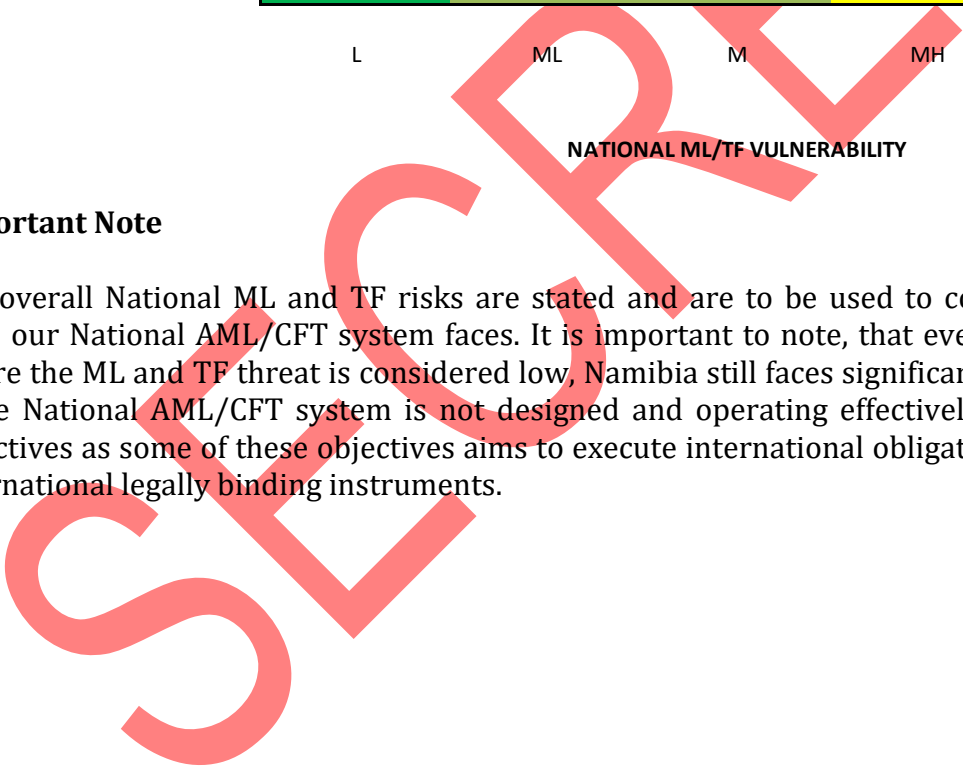 L ML M MH
NATIONAL ML/TF VULNERABILITY
ortant Note
overall National ML and TF risks are stated and are to be used to c
our National AML/CFT system faces. It is important to note, that eve
re the ML and TF threat is considered low, Namibia still faces significan
e National AML/CFT system is not designed and operating effectivel
ctives as some of these objectives aims to execute international obligat
rnational legally binding instruments.
SECRE